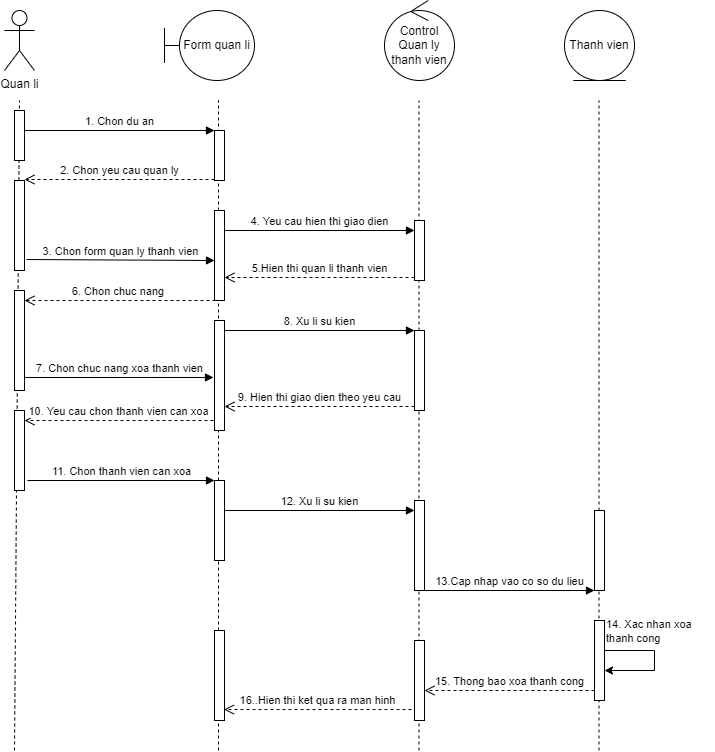 Quan li
Form quan li
Control
Quan ly
thanh vien
Thanh vien
1. Chon du an
2. Chon yeu cau quan ly
4. Yeu cau hien thi giao dien
3. Chon form quan ly thanh vien
5.Hien thi quan li thanh vien
6. Chon chuc nang
8. Xu li su kien
7. Chon chuc nang xoa thanh vien
9. Hien thi giao dien theo yeu cau
10. Yeu cau chon thanh vien can xoa
11. Chon thanh vien can xoa
12. Xu li su kien
13.Cap nhap vao co so du lieu
14. Xac nhan xoa
thanh cong
15. Thong bao xoa thanh cong
16..Hien thi ket qua ra man hinh